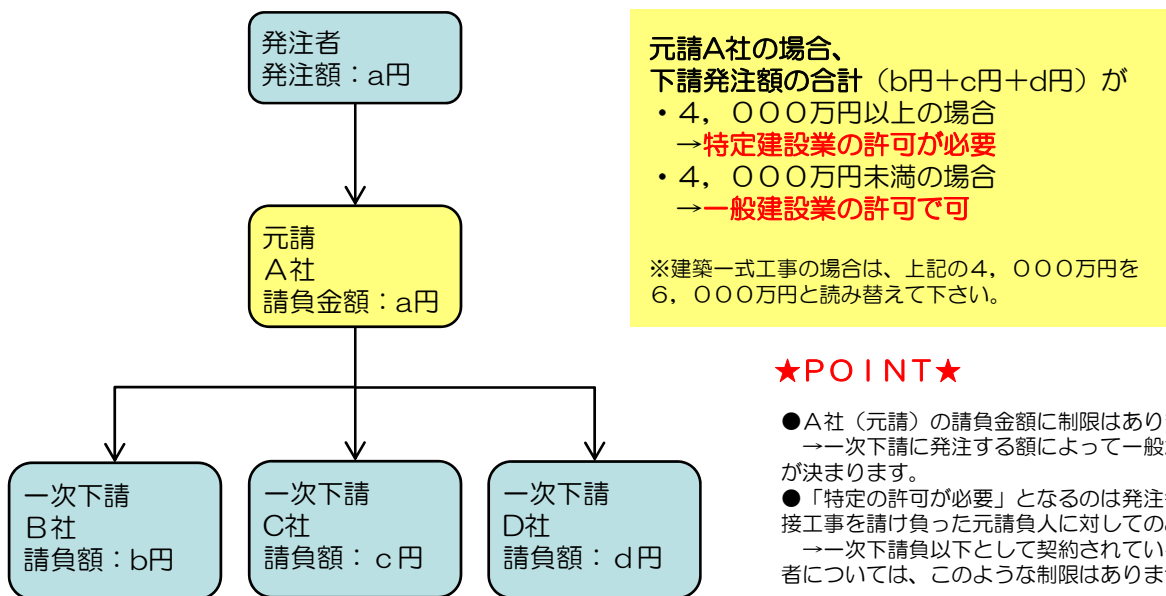 発注者
発注額：a円
元請
A社
請負金額：a円
一次下請
B社
請負額：b円
一次下請
C社
請負額：ｃ円
一次下請
D社
請負額：ｄ円
元請A社の場合、
下請発注額の合計（b円＋c円＋d円）が
・４，０００万円以上の場合
→特定建設業の許可が必要
・４，０００万円未満の場合
→一般建設業の許可で可
※建築一式工事の場合は、上記の４，０００万円を
６，０００万円と読み替えて下さい。
★ＰＯＩＮＴ★
●A社（元請）の請負金額に制限はあり
→一次下請に発注する額によって一般
が決まります。
●「特定の許可が必要」となるのは発注
接工事を請け負った元請負人に対しての
→一次下請負以下として契約されてい
者については、このような制限はありま